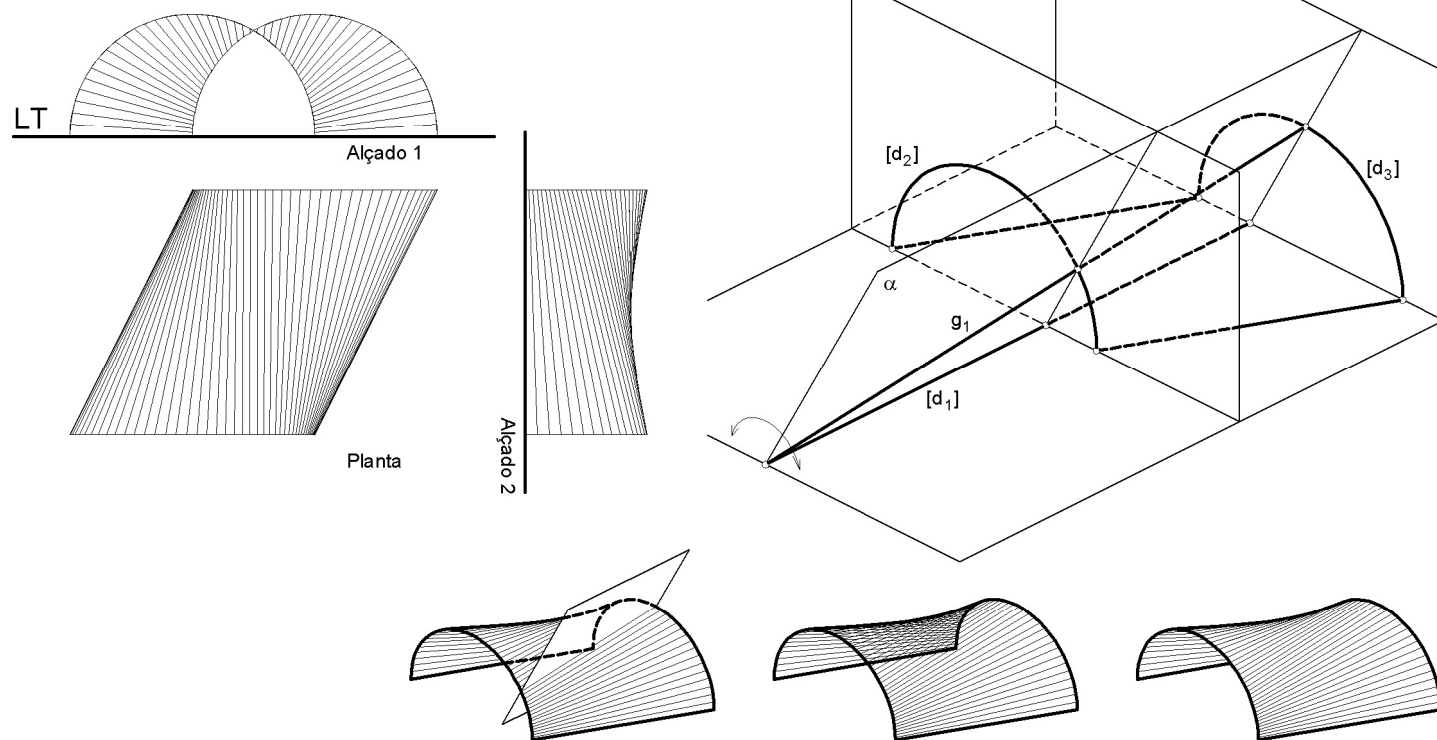 LT
Alçado 1
Alçado 2
Planta
[d₂]
[d₃]
α
g₁
[d₁]